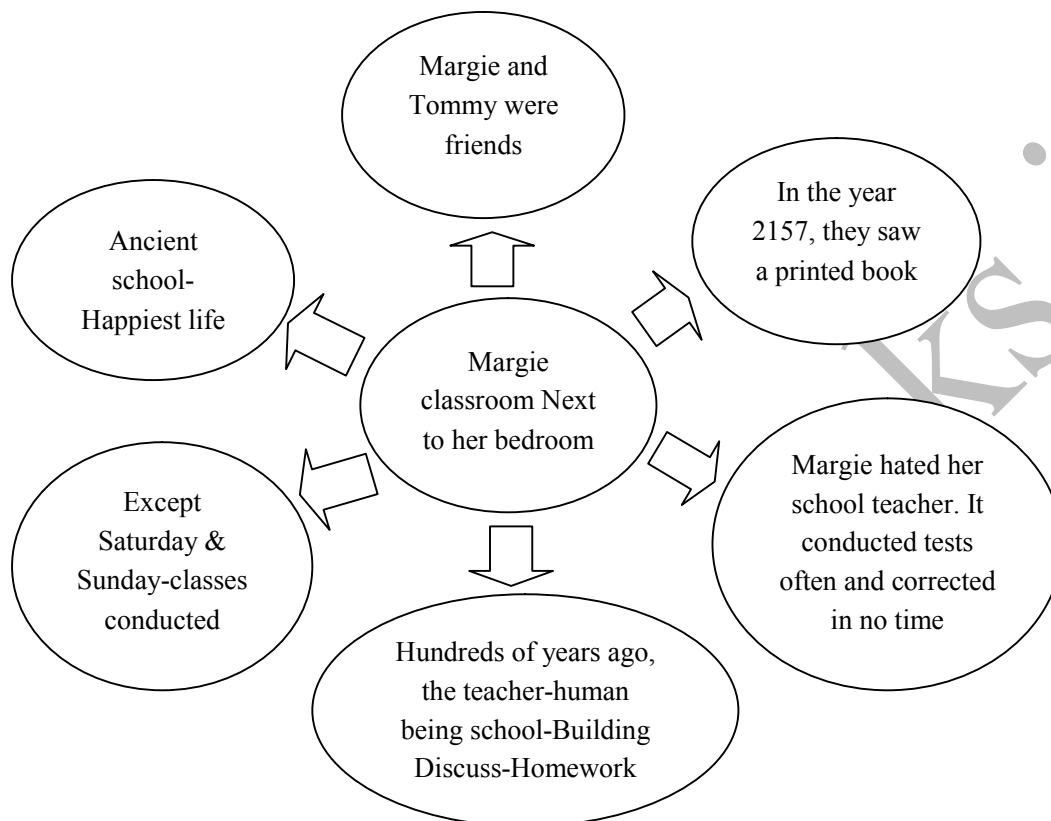 Margie and
Tommy were
friends
In the year
2157, they saw
a printed book
Ancient
school-
Happiest life
Margie
classroom Next
to her bedroom
Margie hated her
school teacher. It
conducted tests
often and corrected
in no time
Except
Saturday &
Sunday-classes
conducted
Hundreds of years ago,
the teacher-human
being school-Building
Discuss-Homework
ks.